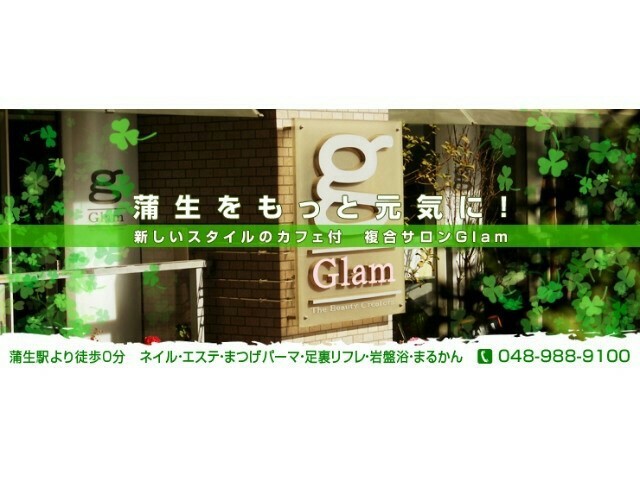 g
Glam
g
蒲生をもっと元気に!
新しいスタイルのカフェ付 複合サロンGlam
Glam
The Beauty Creators
蒲生駅より徒歩0分 ネイル・エステ・まつげパーマ・足裏リフレ・岩盤浴・まるかん 048-988-9100